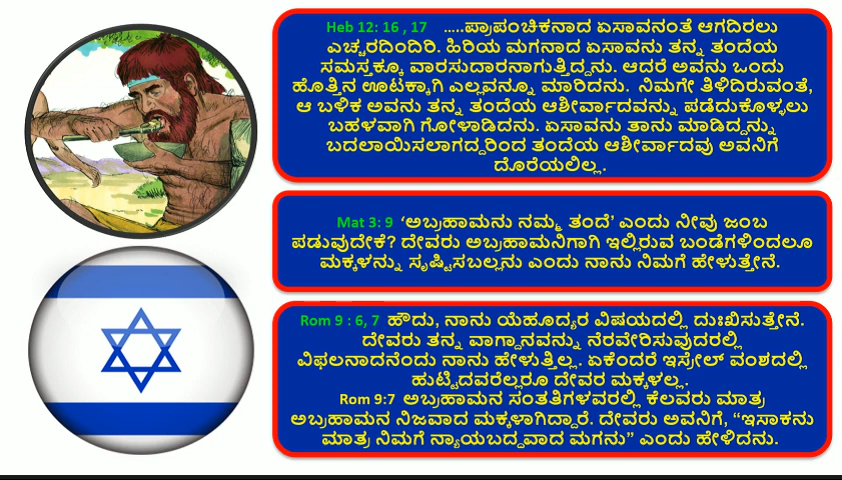 Heb 12: 16 , 17 .....ಪ್ರಾಪಂಚಿಕನಾದ ಏಸಾವನಂತೆ ಆಗದಿರಲು
ಎಚ್ಚರದಿಂದಿರಿ. ಹಿರಿಯ ಮಗನಾದ ಏಸಾವನು ತನ್ನ ತಂದೆಯ
ಸಮಸ್ತಕ್ಕೂ ವಾರಸುದಾರನಾಗುತ್ತಿದ್ದನು. ಆದರೆ ಅವನು ಒಂದು
ಹೊತ್ತಿನ ಊಟಕ್ಕಾಗಿ ಎಲ್ಲವನ್ನೂ ಮಾರಿದನು. ನಿಮಗೇ ತಿಳಿದಿರುವಂತೆ,
ಆ ಬಳಿಕ ಅವನು ತನ್ನ ತಂದೆಯ ಆಶೀರ್ವಾದವನ್ನು ಪಡೆದುಕೊಳ್ಳಲು
ಬಹಳವಾಗಿ ಗೋಳಾಡಿದನು. ಏಸಾವನು ತಾನು ಮಾಡಿದ್ದನ್ನು
ಬದಲಾಯಿಸಲಾಗದ್ದರಿಂದ ತಂದೆಯ ಆಶೀರ್ವಾದವು ಅವನಿಗೆ
ದೊರೆಯಲಿಲ್ಲ.
Mat 3: 9 ‘ಅಬ್ರಹಾಮನು ನಮ್ಮ ತಂದೆ’ ಎಂದು ನೀವು ಜಂಬ
ಪಡುವುದೇಕೆ? ದೇವರು ಅಬ್ರಹಾಮನಿಗಾಗಿ ಇಲ್ಲಿರುವ ಬಂಡೆಗಳಿಂದಲೂ
ಮಕ್ಕಳನ್ನು ಸೃಷ್ಟಿಸಬಲ್ಲನು ಎಂದು ನಾನು ನಿಮಗೆ ಹೇಳುತ್ತೇನೆ.
Rom 9 : 6, 7 ಹೌದು, ನಾನು ಯೆಹೂದ್ಯರ ವಿಷಯದಲ್ಲಿ ದುಃಖಿಸುತ್ತೇನೆ.
ದೇವರು ತನ್ನ ವಾಗ್ದಾನವನ್ನು ನೆರವೇರಿಸುವುದರಲ್ಲಿ
ವಿಫಲನಾದನೆಂದು ನಾನು ಹೇಳುತ್ತಿಲ್ಲ. ಏಕೆಂದರೆ ಇಸ್ರೇಲ್ ವಂಶದಲ್ಲಿ
ಹುಟ್ಟಿದವರೆಲ್ಲರೂ ದೇವರ ಮಕ್ಕಳಲ್ಲ.
Rom 9:7 ಅಬ್ರಹಾಮನ ಸಂತತಿಗಳವರಲ್ಲಿ ಕೆಲವರು ಮಾತ್ರ
ಅಬ್ರಹಾಮನ ನಿಜವಾದ ಮಕ್ಕಳಾಗಿದ್ದಾರೆ. ದೇವರು ಅವನಿಗೆ, “ಇಸಾಕನು
ಮಾತ್ರ ನಿಮಗೆ ನ್ಯಾಯಬದ್ದವಾದ ಮಗನು” ಎಂದು ಹೇಳಿದನು.